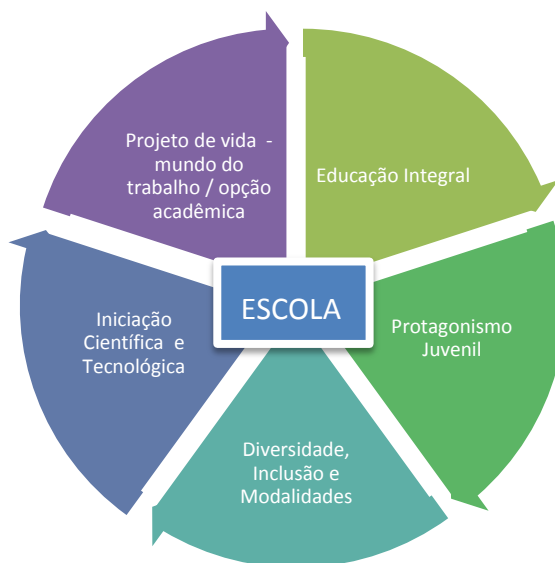 Projeto de vida -
mundo do
trabalho / opção
acadêmica
Educação Integral
ESCOLA
Iniciação
Científica e
Tecnológica
Protagonismo
Juvenil
Diversidade,
Inclusão e
Modalidades